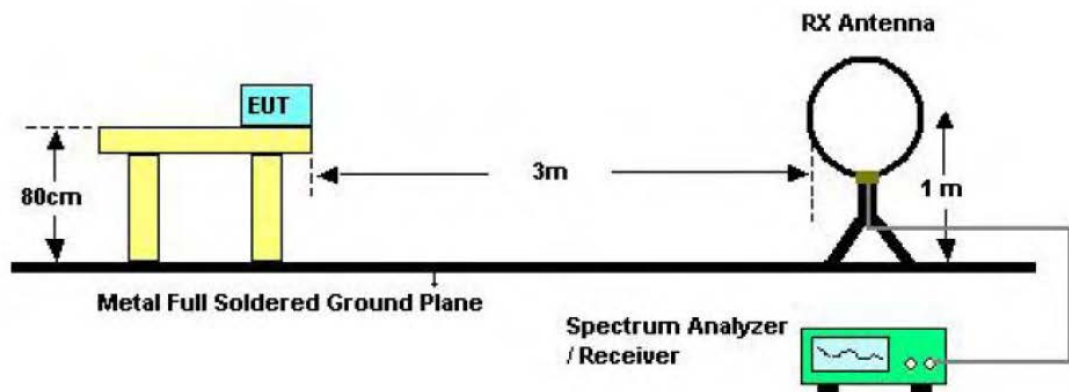 RX Antenna
EUT
80cm
3m
1 m
Metal Full Soldered Ground Plane
Spectrum Analyzer
/ Receiver